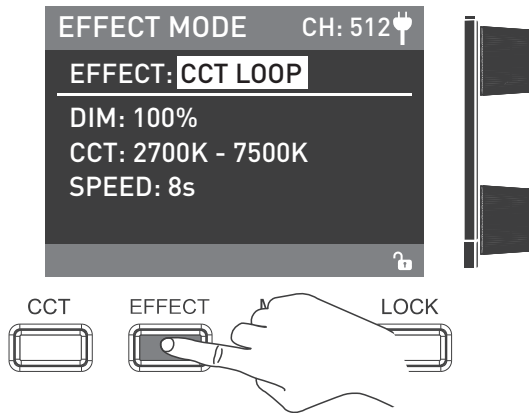 EFFECT MODE CH: 512
EFFECT: CCT LOOP
DIM: 100%
CCT: 2700K - 7500K
SPEED: 8s
CCT EFFECT LOCK